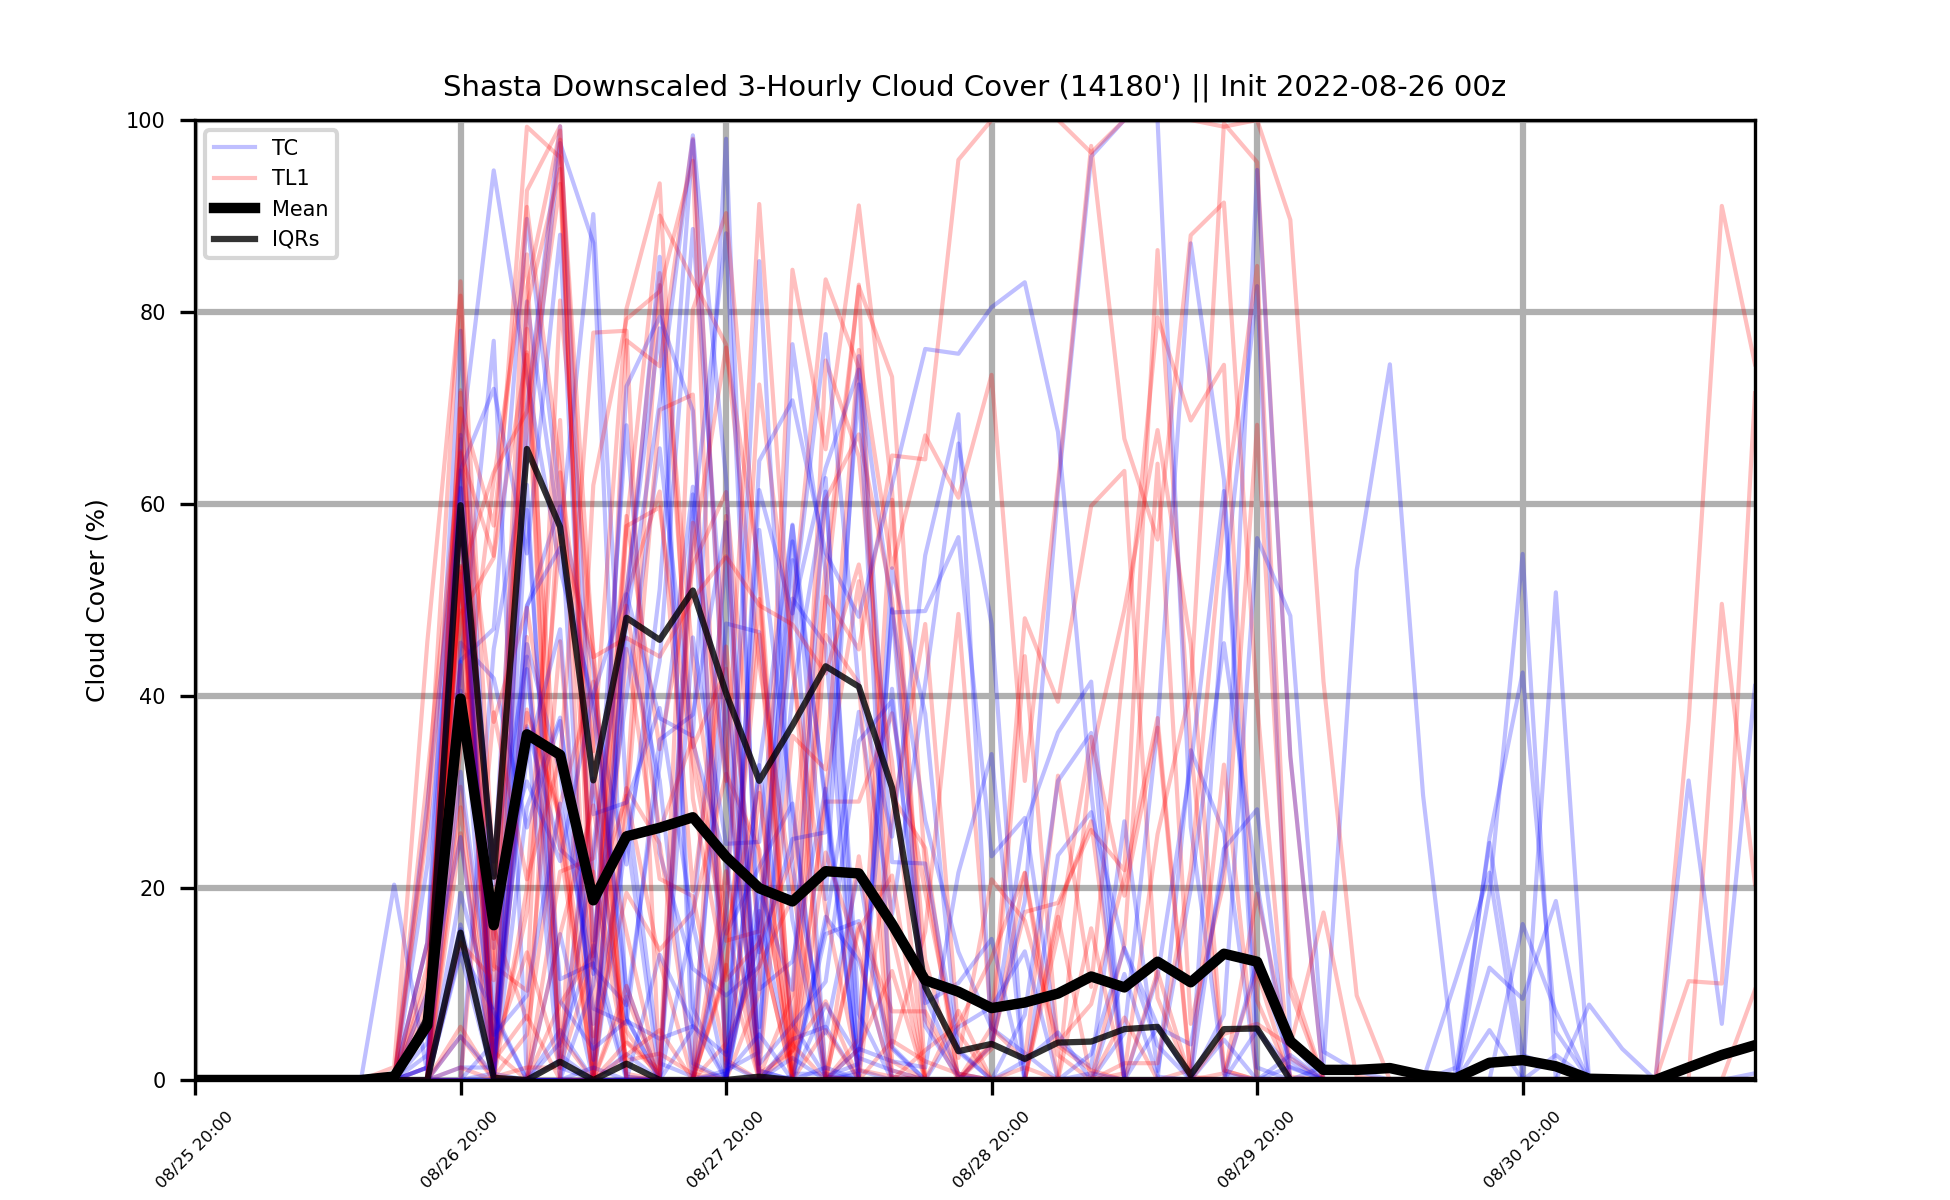 Shasta Downscaled 3-Hourly Cloud Cover (14180') || Init 2022-08-26 00z
TC
TL1
Mean
IQRs
Cloud Cover (%)
100
80
60
40
20
0
08/25 20:00
08/26 20:00
08/27 20:00
08/28 20:00
08/29 20:00
08/30 20:00